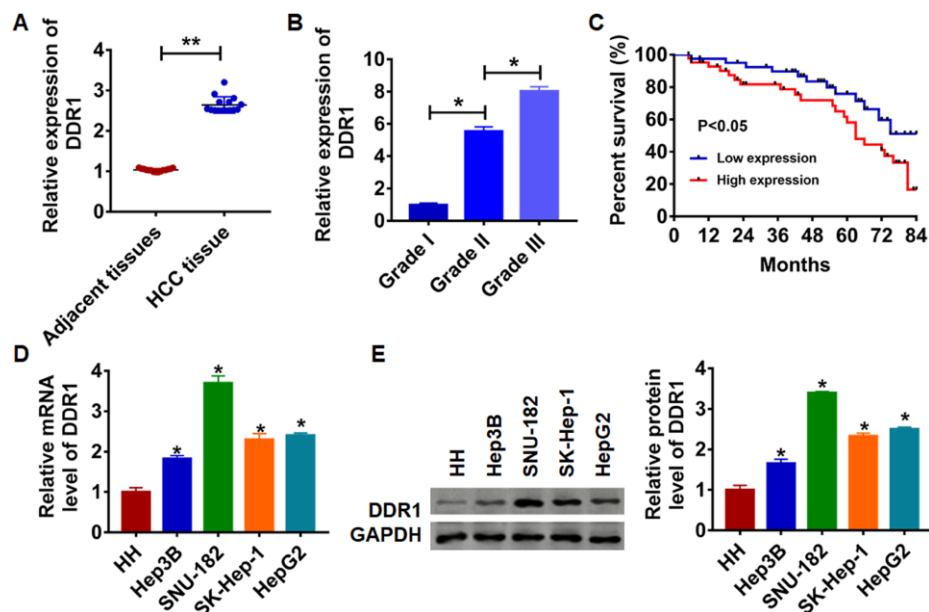 A
Relative expression of
DDR1
4
3
2
1
0
**
Adjacent tissues
HCC tissue
B
Relative expression of
DDR1
10
8
6
4
2
0
*
*
Grade I
Grade II
Grade III
C
Percent survival (%)
100
80
60
40
20
0
P<0.05
Low expression
High expression
0 12 24 36 48 60 72 84
Months
D
Relative mRNA
level of DDR1
4
3
2
1
0
* * * *
HH
Hep3B
SNU-182
SK-Hep-1
HepG2
E
HH
Hep3B
SNU-182
SK-Hep-1
HepG2
DDR1
GAPDH
Relative protein
level of DDR1
4
3
2
1
0
* * * *
HH
Hep3B
SNU-182
SK-Hep-1
HepG2